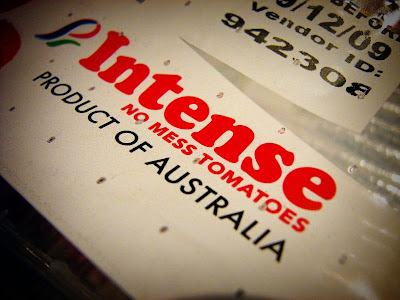 Intense
NO MESS TOMATOES
PRODUCT OF AUSTRALIA
9/12/09
Vendor ID:
942308